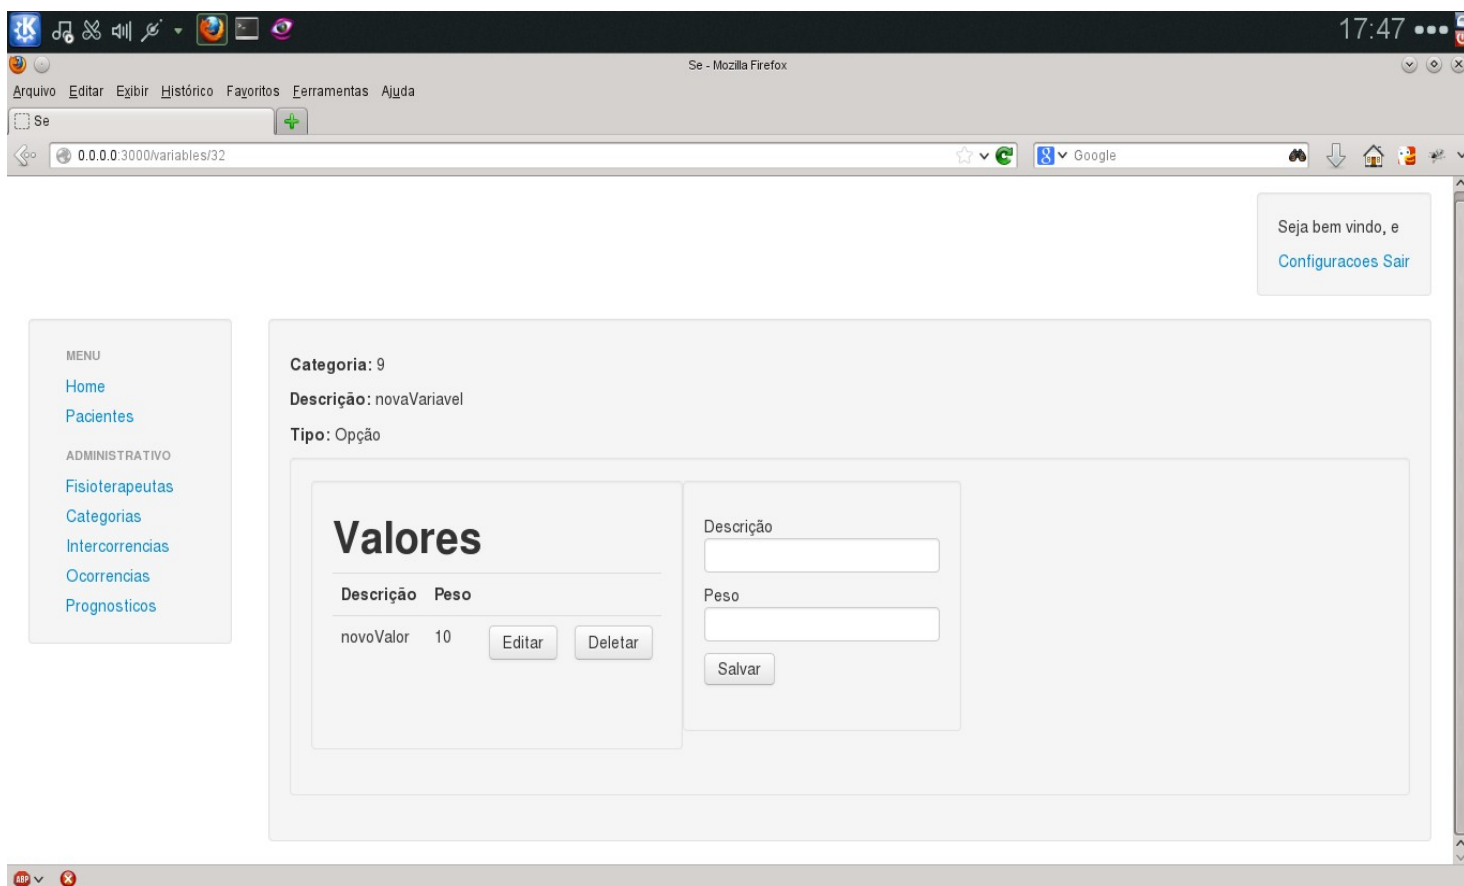 17:47
Se - Mozilla Firefox
Arquivo Editar Exibir Histórico Favoritos Ferramentas Ajuda
Se
0.0.0.0:3000/variables/32
Google
Seja bem vindo, e
Configuracoes Sair
MENU
Home
Pacientes
ADMINISTRATIVO
Fisioterapeutas
Categorias
Intercorrencias
Ocorrencias
Prognosticos
Categoria: 9
Descrição: novaVariavel
Tipo: Opção
Valores
Descrição Peso
novoValor 10 Editar Deletar
Descrição
Peso
Salvar
ABP